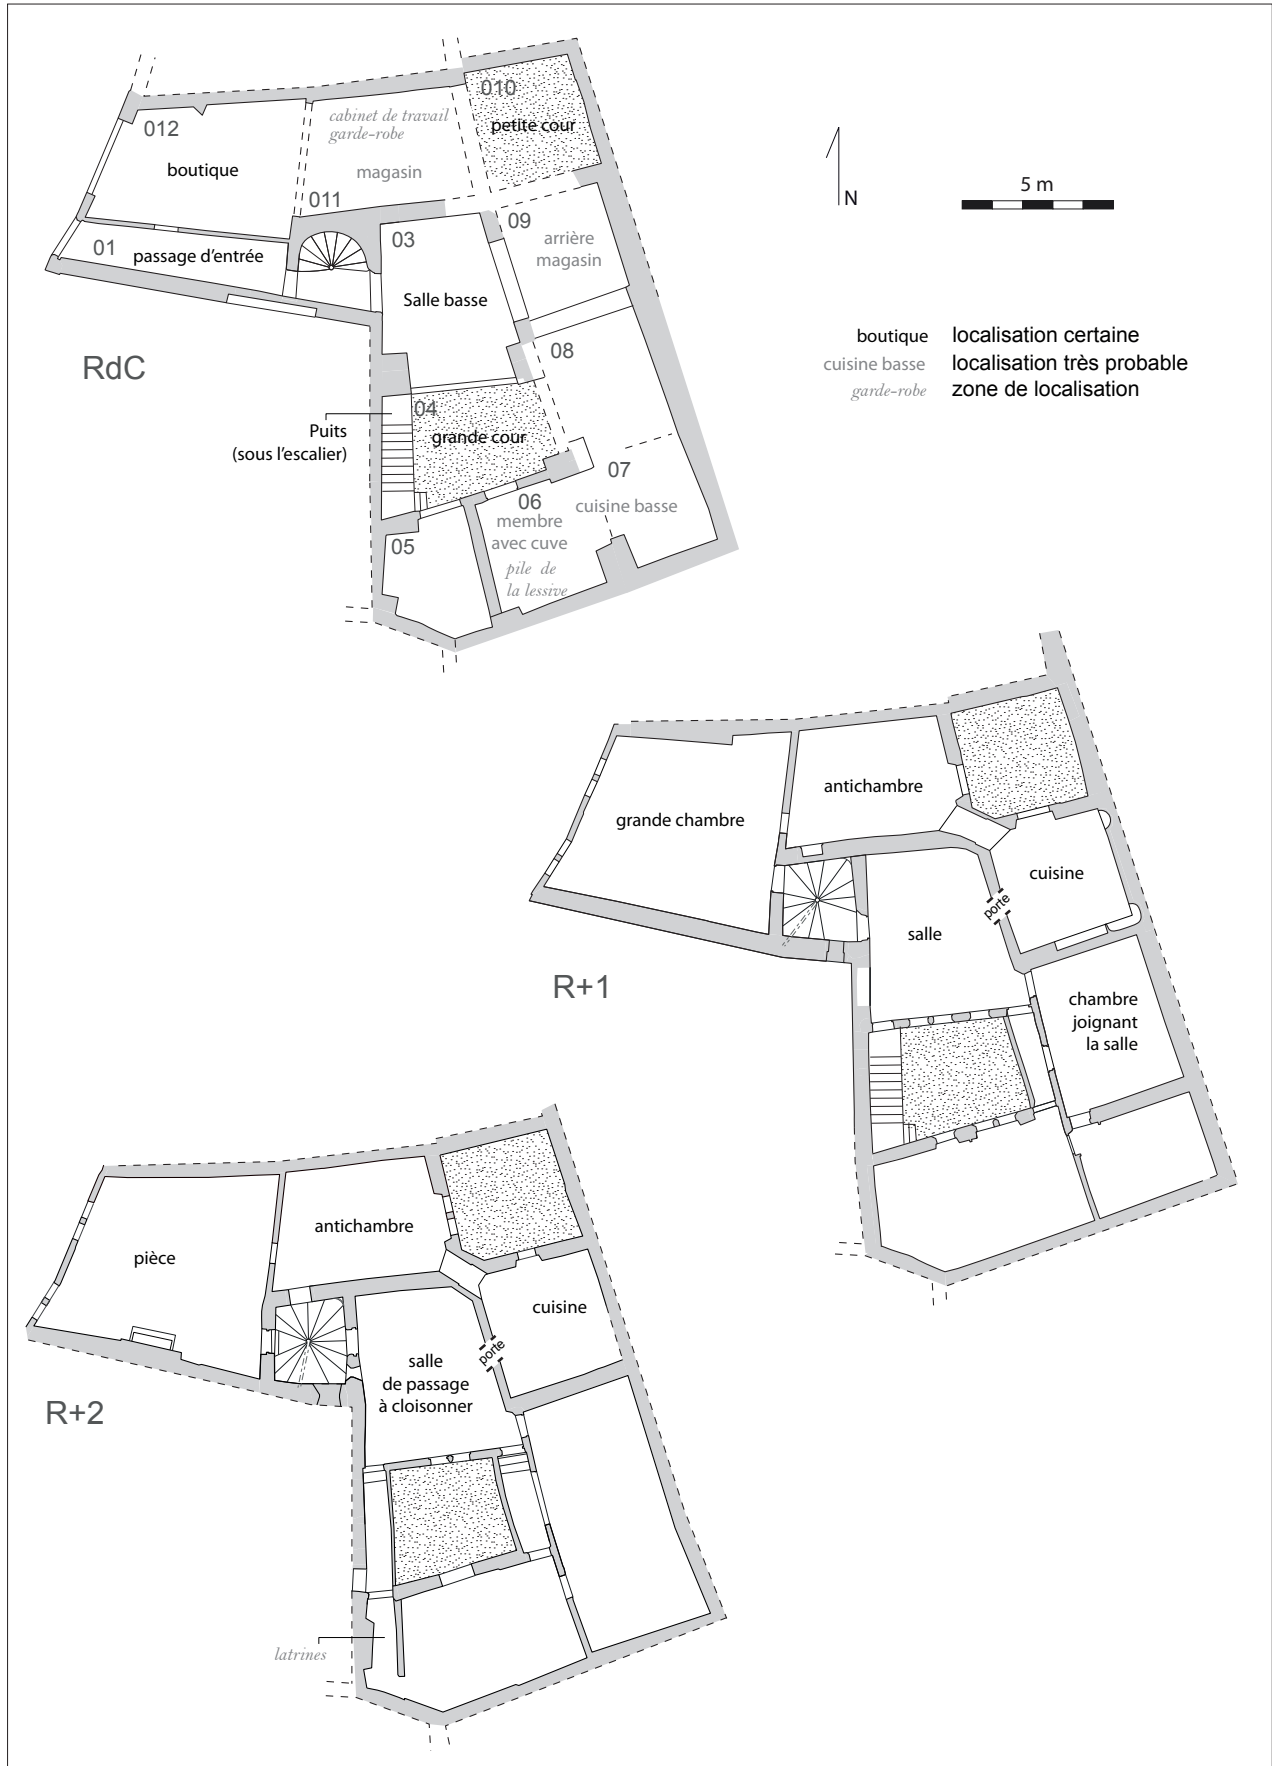 010
petite cour
012
boutique
cabinet de travail
garde-robe
magasin
011
01
passage d'entrée
03
Salle basse
09
arrière
magasin
N
5 m
RdC
08
boutique localisation certaine
cuisine basse localisation très probable
garde-robe zone de localisation
Puits
(sous l'escalier)
04
grande cour
07
cuisine basse
06
membre
avec cuve
pile de
la lessive
05
R+1
grande chambre
antichambre
cuisine
porte
salle
chambre
joignant
la salle
R+2
pièce
antichambre
cuisine
porte
salle
de passage
à cloisonner
latrines